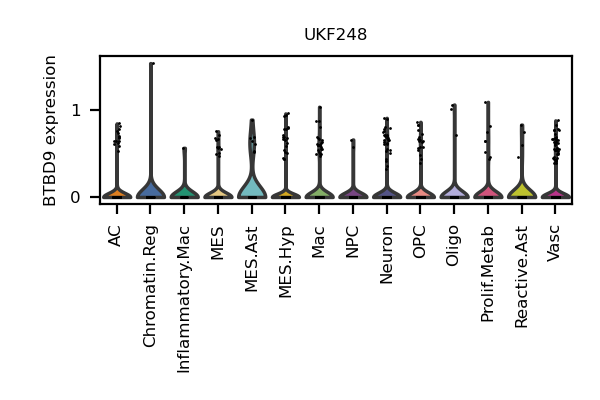 UKF248
BTBD9 expression
1
0
AC
Chromatin.Reg
Inflammatory.Mac
MES
MES.Ast
MES.Hyp
Mac
NPC
Neuron
OPC
Oligo
Prolif.Metab
Reactive.Ast
Vasc